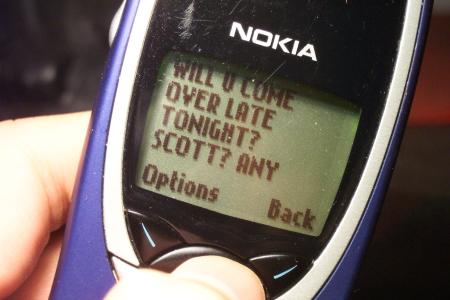 NOKIA
WILL U COME
OVER LATE
TONIGHT?
SCOTT? ANY
Options Back